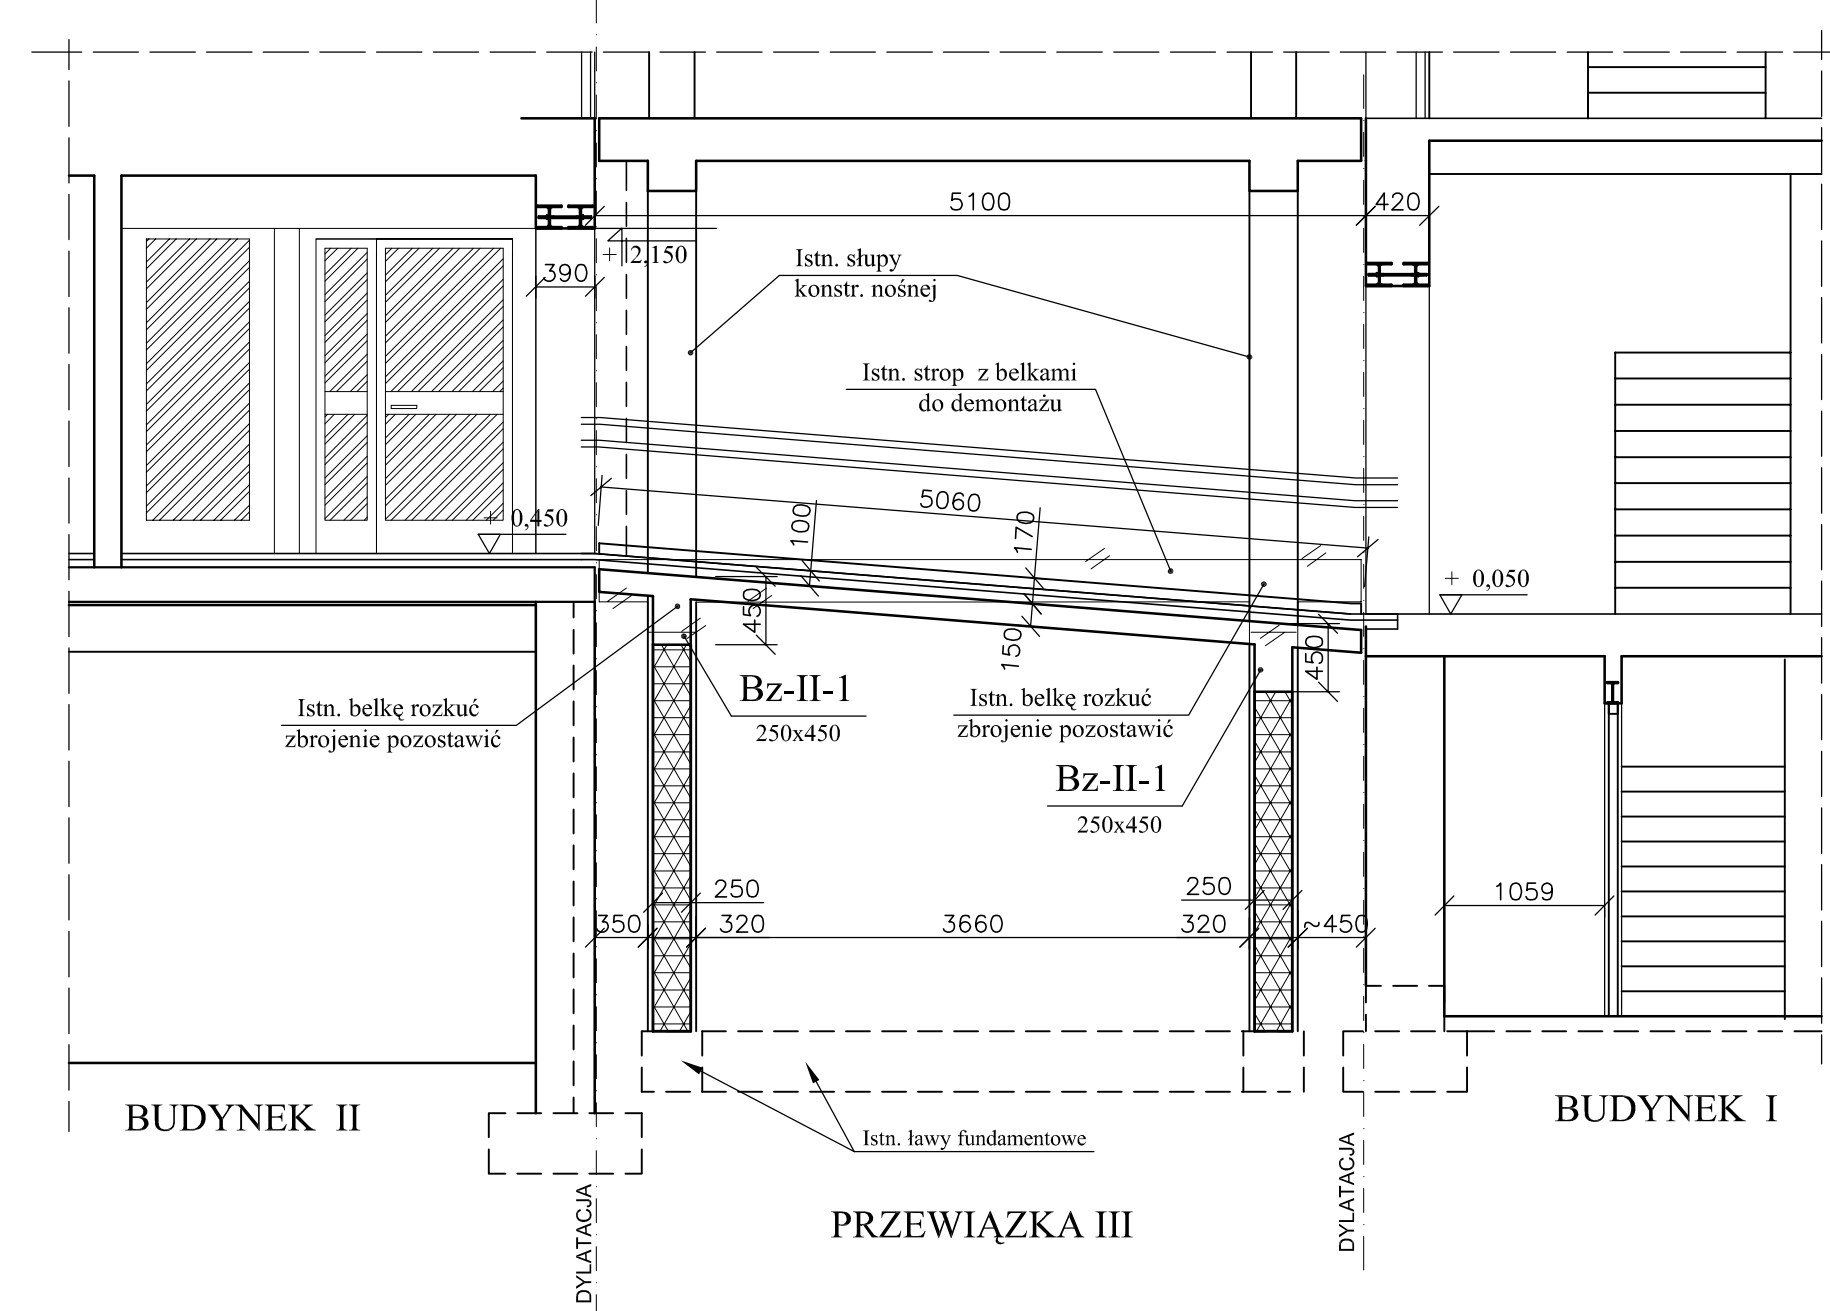 5100
420
+ 2,150
390
Istn. słupy
konstr. nośnej
Istn. strop z belkami
do demontażu
5060
100
170
+ 0,450
+ 0,050
450
150
450
Bz-II-1
250x450
Istn. belkę rozkuć
zbrojenie pozostawić
Istn. belkę rozkuć
zbrojenie pozostawić
Bz-II-1
250x450
250
250
1059
350
320
3660
320
~450
BUDYNEK II
BUDYNEK I
Istn. ławy fundamentowe
DYLATACJA
DYLATACJA
PRZEWIĄZKA III